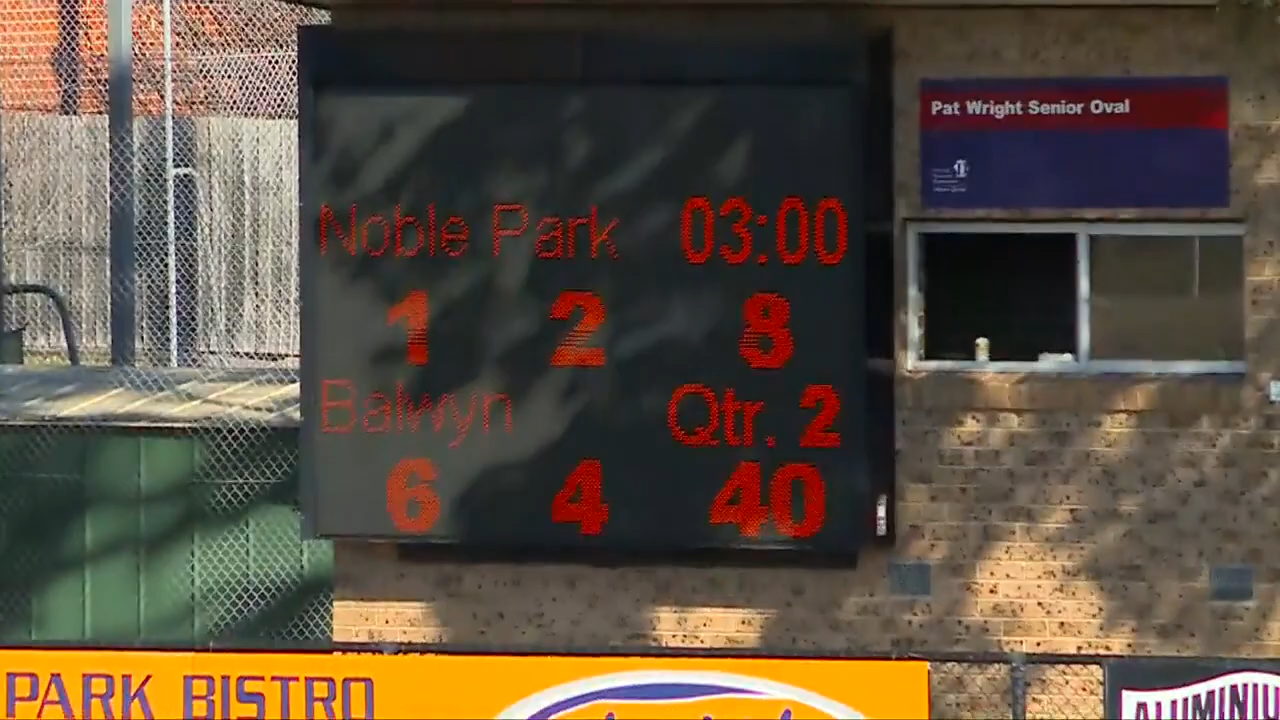 Pat Wright Senior Oval
Noble Park 03:00
1 2 8
Balwyn Qtr. 2
6 4 40
PARK BISTRO
ALUMINIU